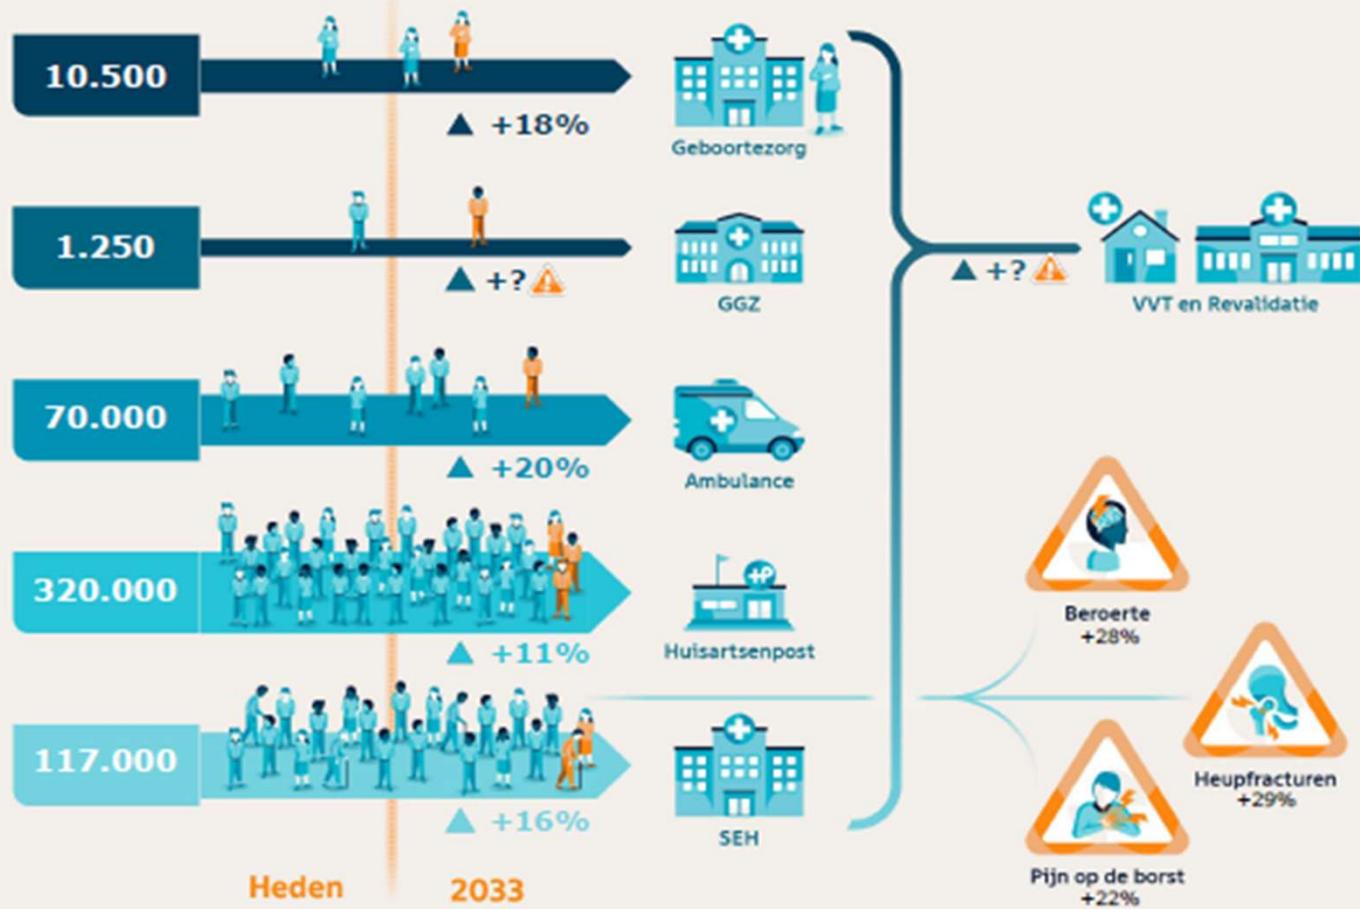 10.500
+18%
Geboortezorg
1.250
+?
GGZ
+?
VVT en Revalidatie
70.000
+20%
Ambulance
320.000
+11%
+P
Huisartsenpost
Beroerte
+28%
117.000
+16%
SEH
Heupfracturen
+29%
Pijn op de borst
+22%
Heden
2033